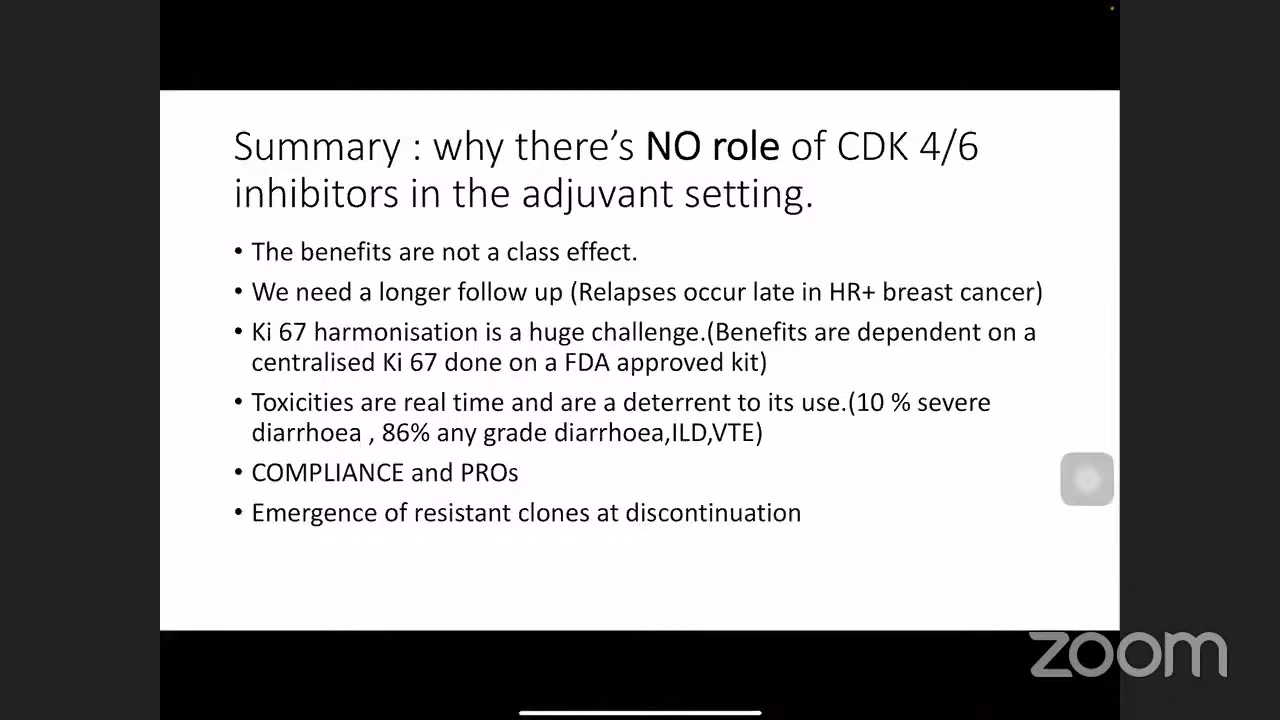 Summary : why there’s NO role of CDK 4/6
inhibitors in the adjuvant setting.
• The benefits are not a class effect.
• We need a longer follow up (Relapses occur late in HR+ breast cancer)
• Ki 67 harmonisation is a huge challenge.(Benefits are dependent on a
centralised Ki 67 done on a FDA approved kit)
• Toxicities are real time and are a deterrent to its use.(10 % severe
diarrhoea , 86% any grade diarrhoea,ILD,VTE)
• COMPLIANCE and PROs
• Emergence of resistant clones at discontinuation
zoom